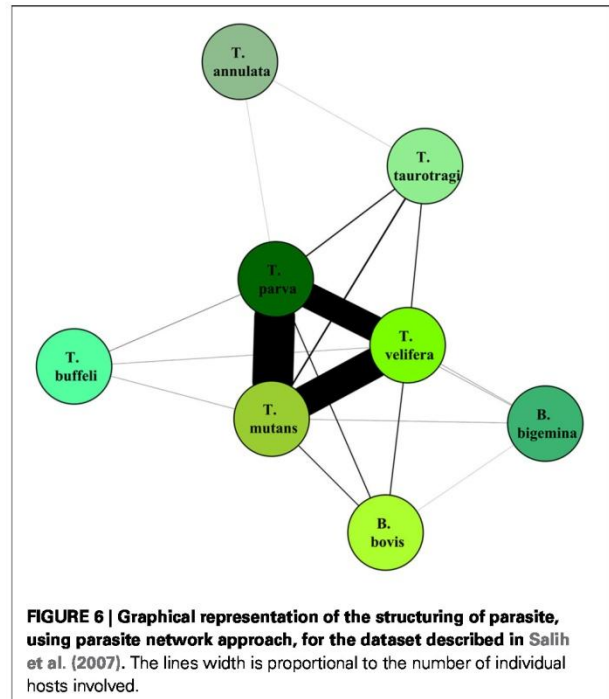 T.
annulata
T.
taurotragi
T.
parva
T.
velifera
T.
buffeli
T.
mutans
B.
bigemina
B.
bovis
FIGURE 6 | Graphical representation of the structuring of parasite,
using parasite network approach, for the dataset described in Salih
et al. (2007). The lines width is proportional to the number of individual
hosts involved.